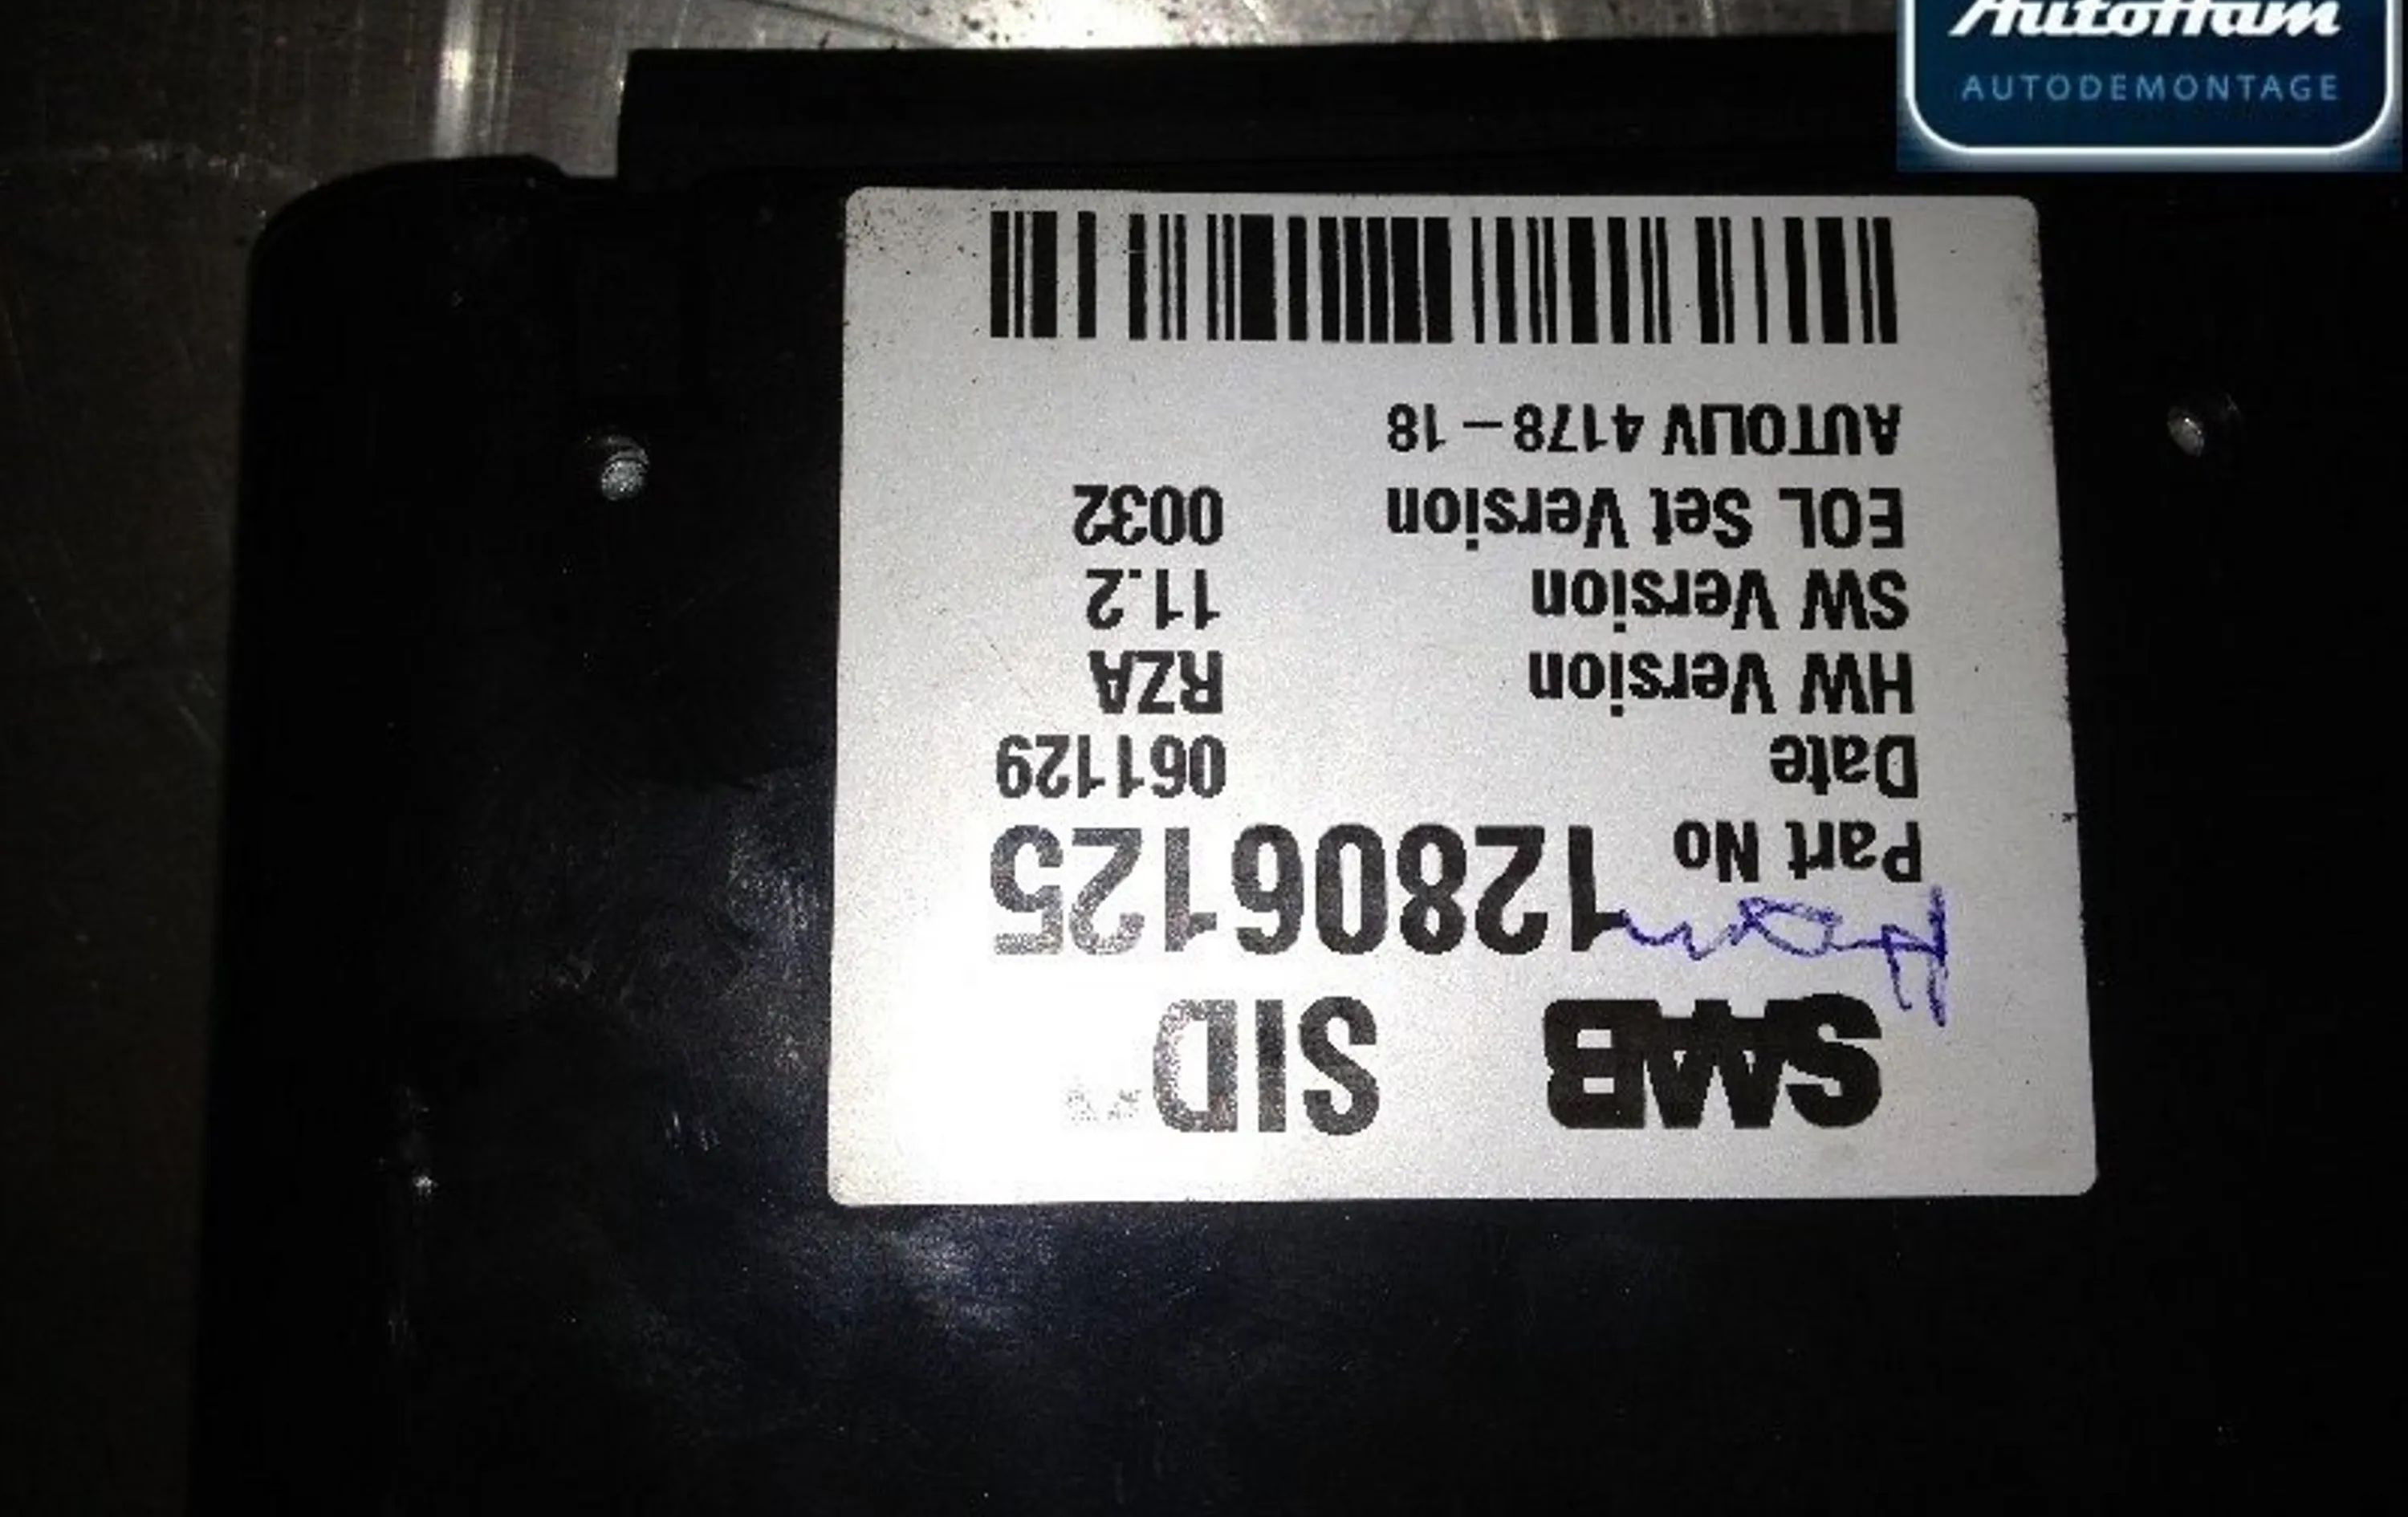 SAAB SID
Part No 12806125
Date 061129
HW Version RZA
SW Version 11.2
EOL Set Version 0032
AUTOLIV 4178-18
AutoHam
AUTODEMONTAGE
Ham